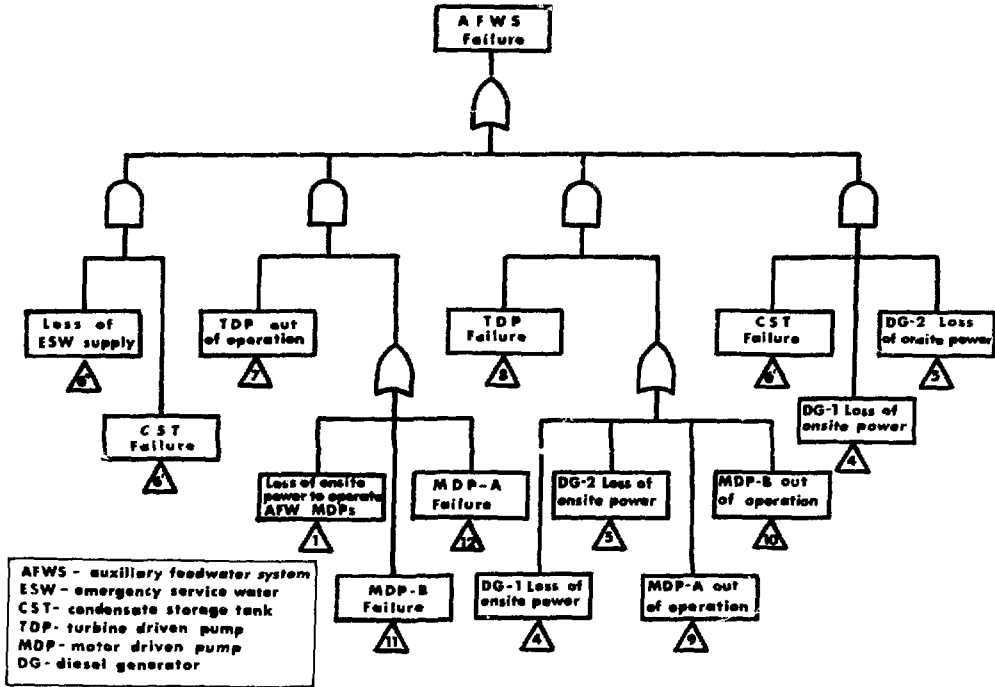 AFWS
Failure
Loss of
ESW supply
6"
CST
Failure
6'
TDP out
of operation
7
Loss of onsite
power to operate
AFW MDPs
1
MDP-B
Failure
11
MDP-A
Failure
12
TDP
Failure
8
DG-1 Loss of
onsite power
4
DG-2 Loss of
onsite power
5
MDP-A out
of operation
9
MDP-B out
of operation
10
CST
Failure
6'
DG-1 Loss of
onsite power
4
DG-2 Loss
of onsite power
5
AFWS - auxiliary feedwater system
ESW - emergency service water
CST - condensate storage tank
TDP - turbine driven pump
MDP - motor driven pump
DG - diesel generator